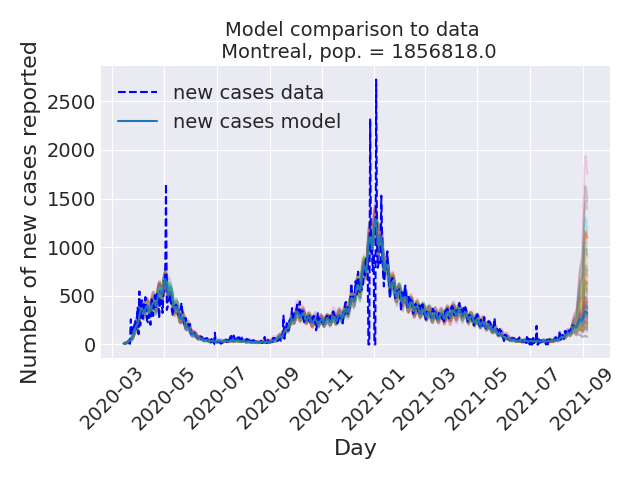 Model comparison to data
Montreal, pop. = 1856818.0
Number of new cases reported
2500
2000
1500
1000
500
0
new cases data
new cases model
2020-03
2020-05
2020-07
2020-09
2020-11
2021-01
2021-03
2021-05
2021-07
2021-09
Day